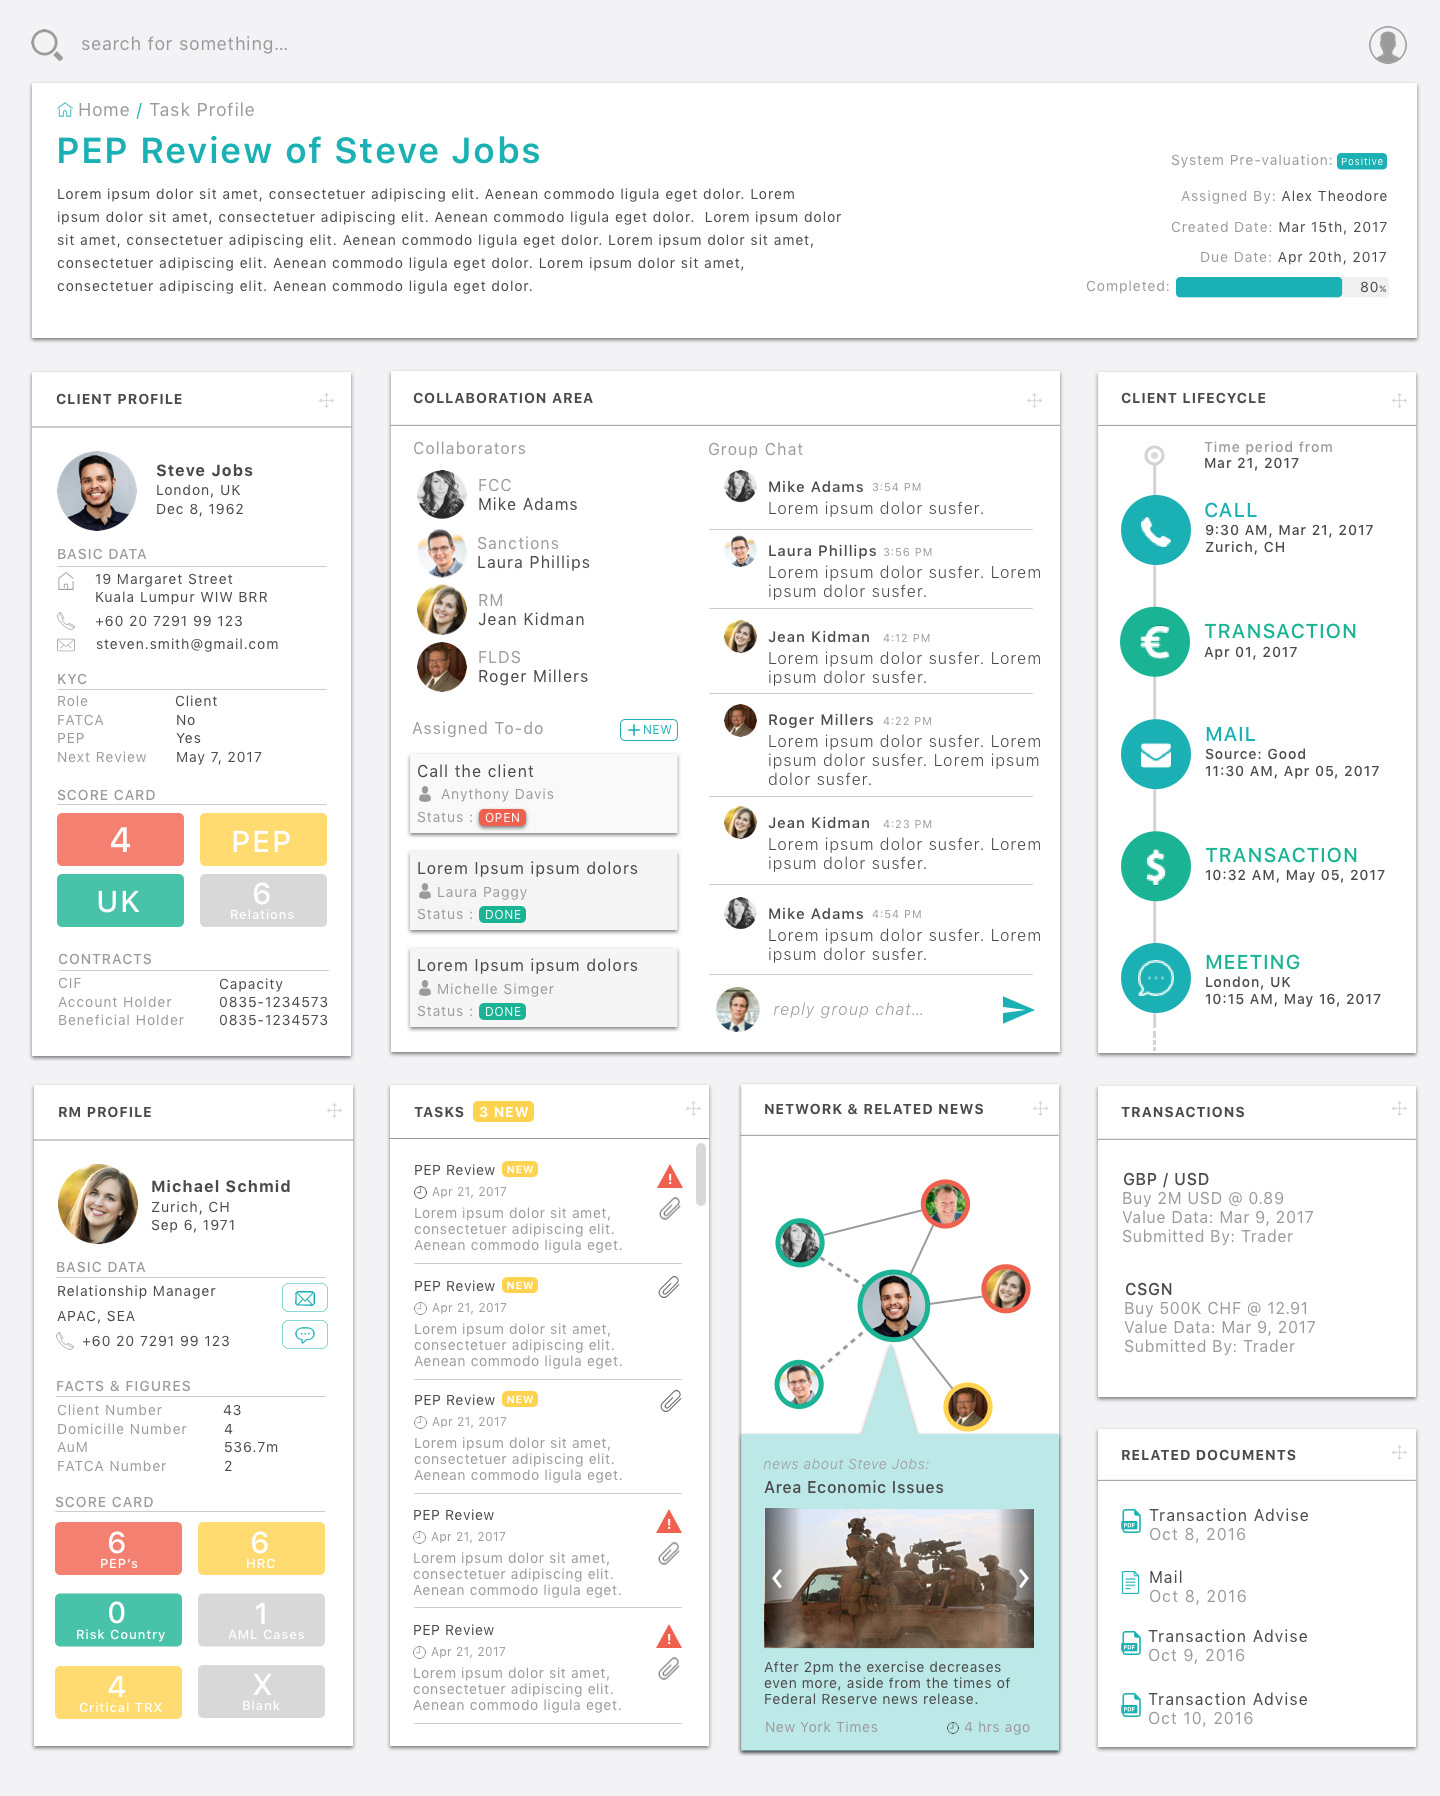 search for something...
Home / Task Profile
PEP Review of Steve Jobs
Lorem ipsum dolor sit amet, consectetuer adipiscing elit. Aenean commodo ligula eget dolor. Lorem
ipsum dolor sit amet, consectetuer adipiscing elit. Aenean commodo ligula eget dolor.  Lorem ipsum dolor
sit amet, consectetuer adipiscing elit. Aenean commodo ligula eget dolor. Lorem ipsum dolor sit amet,
consectetuer adipiscing elit. Aenean commodo ligula eget dolor. Lorem ipsum dolor sit amet,
consectetuer adipiscing elit. Aenean commodo ligula eget dolor.
System Pre-valuation: Positive
Assigned By: Alex Theodore
Created Date: Mar 15th, 2017
Due Date: Apr 20th, 2017
Completed: 80%
CLIENT PROFILE
Steve Jobs
London, UK
Dec 8, 1962
BASIC DATA
19 Margaret Street
Kuala Lumpur WIW BRR
+60 20 7291 99 123
steven.smith@gmail.com
KYC
Role Client
FATCA No
PEP Yes
Next Review May 7, 2017
SCORE CARD
4 PEP
UK 6
Relations
CONTRACTS
CIF Capacity
Account Holder 0835-1234573
Beneficial Holder 0835-1234573
COLLABORATION AREA
Collaborators
FCC
Mike Adams
Sanctions
Laura Phillips
RM
Jean Kidman
FLDS
Roger Millers
Assigned To-do +NEW
Call the client
Anythony Davis
Status : OPEN
Lorem Ipsum ipsum dolors
Laura Paggy
Status : DONE
Lorem Ipsum ipsum dolors
Michelle Simger
Status : DONE
Group Chat
Mike Adams 3:54 PM
Lorem ipsum dolor susfer.
Laura Phillips 3:56 PM
Lorem ipsum dolor susfer. Lorem
ipsum dolor susfer.
Jean Kidman 4:12 PM
Lorem ipsum dolor susfer. Lorem
ipsum dolor susfer.
Roger Millers 4:22 PM
Lorem ipsum dolor susfer. Lorem
ipsum dolor susfer. Lorem ipsum
dolor susfer.
Jean Kidman 4:23 PM
Lorem ipsum dolor susfer. Lorem
ipsum dolor susfer.
Mike Adams 4:54 PM
Lorem ipsum dolor susfer. Lorem
ipsum dolor susfer.
reply group chat...
CLIENT LIFECYCLE
Time period from
Mar 21, 2017
CALL
9:30 AM, Mar 21, 2017
Zurich, CH
€
TRANSACTION
Apr 01, 2017
MAIL
Source: Good
11:30 AM, Apr 05, 2017
$
TRANSACTION
10:32 AM, May 05, 2017
MEETING
London, UK
10:15 AM, May 16, 2017
RM PROFILE
Michael Schmid
Zurich, CH
Sep 6, 1971
BASIC DATA
Relationship Manager
APAC, SEA
+60 20 7291 99 123
FACTS & FIGURES
Client Number 43
Domicille Number 4
AuM 536.7m
FATCA Number 2
SCORE CARD
6 6
PEP's HRC
0 1
Risk Country AML Cases
4 X
Critical TRX Blank
TASKS 3 NEW
PEP Review NEW
Apr 21, 2017
Lorem ipsum dolor sit amet,
consectetuer adipiscing elit.
Aenean commodo ligula eget.
PEP Review NEW
Apr 21, 2017
Lorem ipsum dolor sit amet,
consectetuer adipiscing elit.
Aenean commodo ligula eget.
PEP Review NEW
Apr 21, 2017
Lorem ipsum dolor sit amet,
consectetuer adipiscing elit.
Aenean commodo ligula eget.
PEP Review
Apr 21, 2017
Lorem ipsum dolor sit amet,
consectetuer adipiscing elit.
Aenean commodo ligula eget.
PEP Review
Apr 21, 2017
Lorem ipsum dolor sit amet,
consectetuer adipiscing elit.
Aenean commodo ligula eget.
NETWORK & RELATED NEWS
news about Steve Jobs:
Area Economic Issues
After 2pm the exercise decreases
even more, aside from the times of
Federal Reserve news release.
New York Times 4 hrs ago
TRANSACTIONS
GBP / USD
Buy 2M USD @ 0.89
Value Data: Mar 9, 2017
Submitted By: Trader
CSGN
Buy 500K CHF @ 12.91
Value Data: Mar 9, 2017
Submitted By: Trader
RELATED DOCUMENTS
PDF Transaction Advise
Oct 8, 2016
Mail
Oct 8, 2016
PDF Transaction Advise
Oct 9, 2016
PDF Transaction Advise
Oct 10, 2016